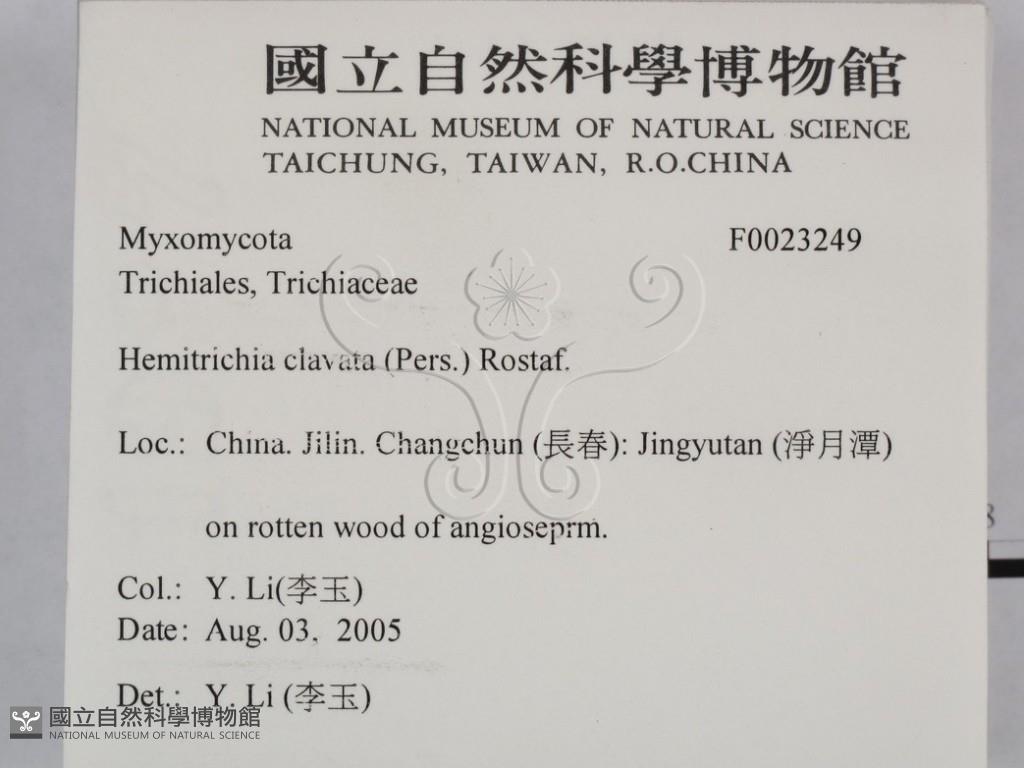 國立自然科學博物館
NATIONAL MUSEUM OF NATURAL SCIENCE
TAICHUNG, TAIWAN, R.O.CHINA
Myxomycota F0023249
Trichiales, Trichiaceae
Hemitrichia clavata (Pers.) Rostaf.
Loc.: China. Jilin. Changchun (長春): Jingyutan (淨月潭)
on rotten wood of angioseprm.
Col.: Y. Li(李玉)
Date: Aug. 03, 2005
Det.: Y. Li (李玉)
國立自然科學博物館
NATIONAL MUSEUM OF NATURAL SCIENCE